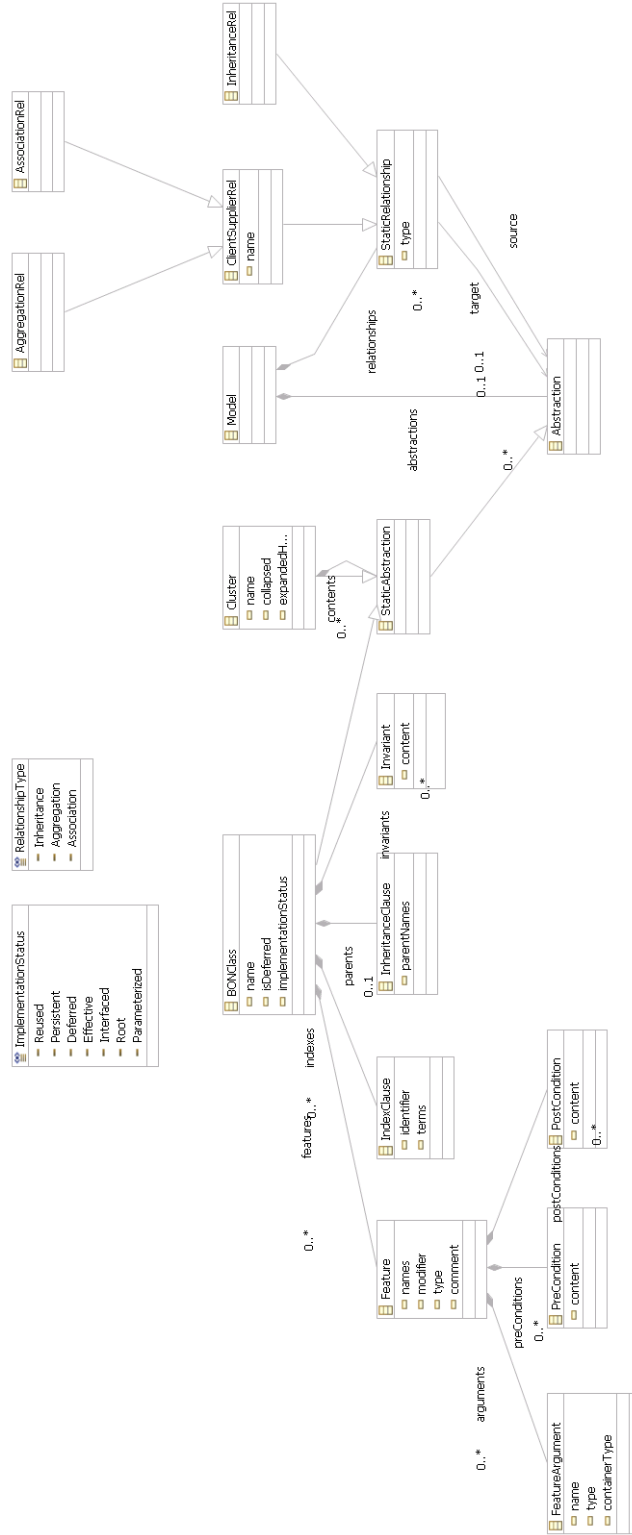 ImplementationStatus
Reused
Persistent
Deferred
Effective
Interfaced
Root
Parameterized
RelationshipType
Inheritance
Aggregation
Association
AggregationRel
AssociationRel
BONClass
name
isDeferred
implementationStatus
Cluster
name
collapsed
expandedH...
Model
ClientSupplierRel
name
InheritanceRel
features
0..*
indexes
0..*
parents
0..1
invariants
0..*
contents
0..*
abstractions
0..*
relationships
0..*
Feature
names
modifier
type
comment
IndexClause
identifier
terms
InheritanceClause
parentNames
Invariant
content
StaticAbstraction
StaticRelationship
type
target
0..1
source
0..1
arguments
0..*
preConditions
0..*
postConditions
0..*
FeatureArgument
name
type
containerType
PreCondition
content
PostCondition
content
Abstraction